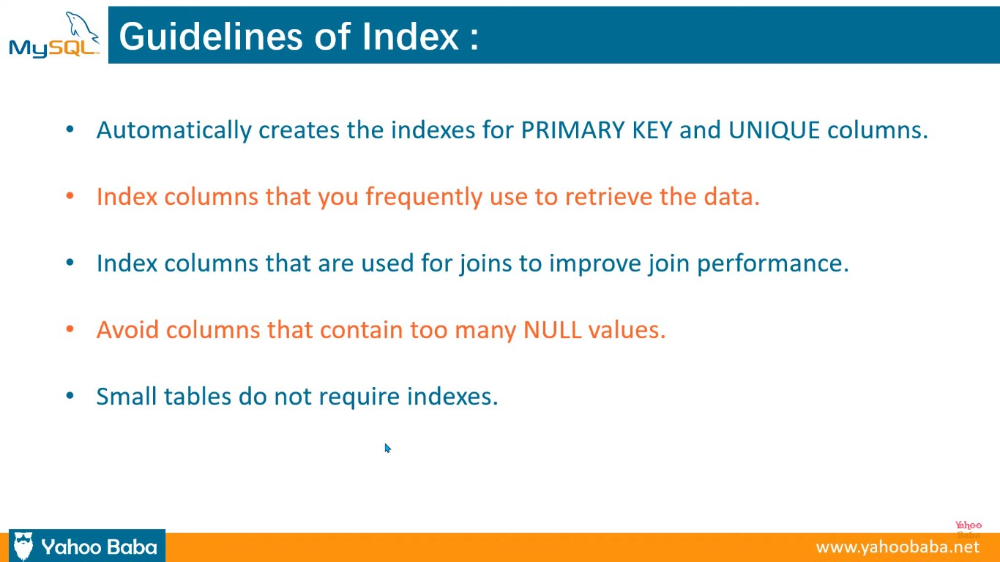 MySQL™
Guidelines of Index :
• Automatically creates the indexes for PRIMARY KEY and UNIQUE columns.
• Index columns that you frequently use to retrieve the data.
• Index columns that are used for joins to improve join performance.
• Avoid columns that contain too many NULL values.
• Small tables do not require indexes.
Yahoo
Baba
Yahoo Baba
www.yahoobaba.net